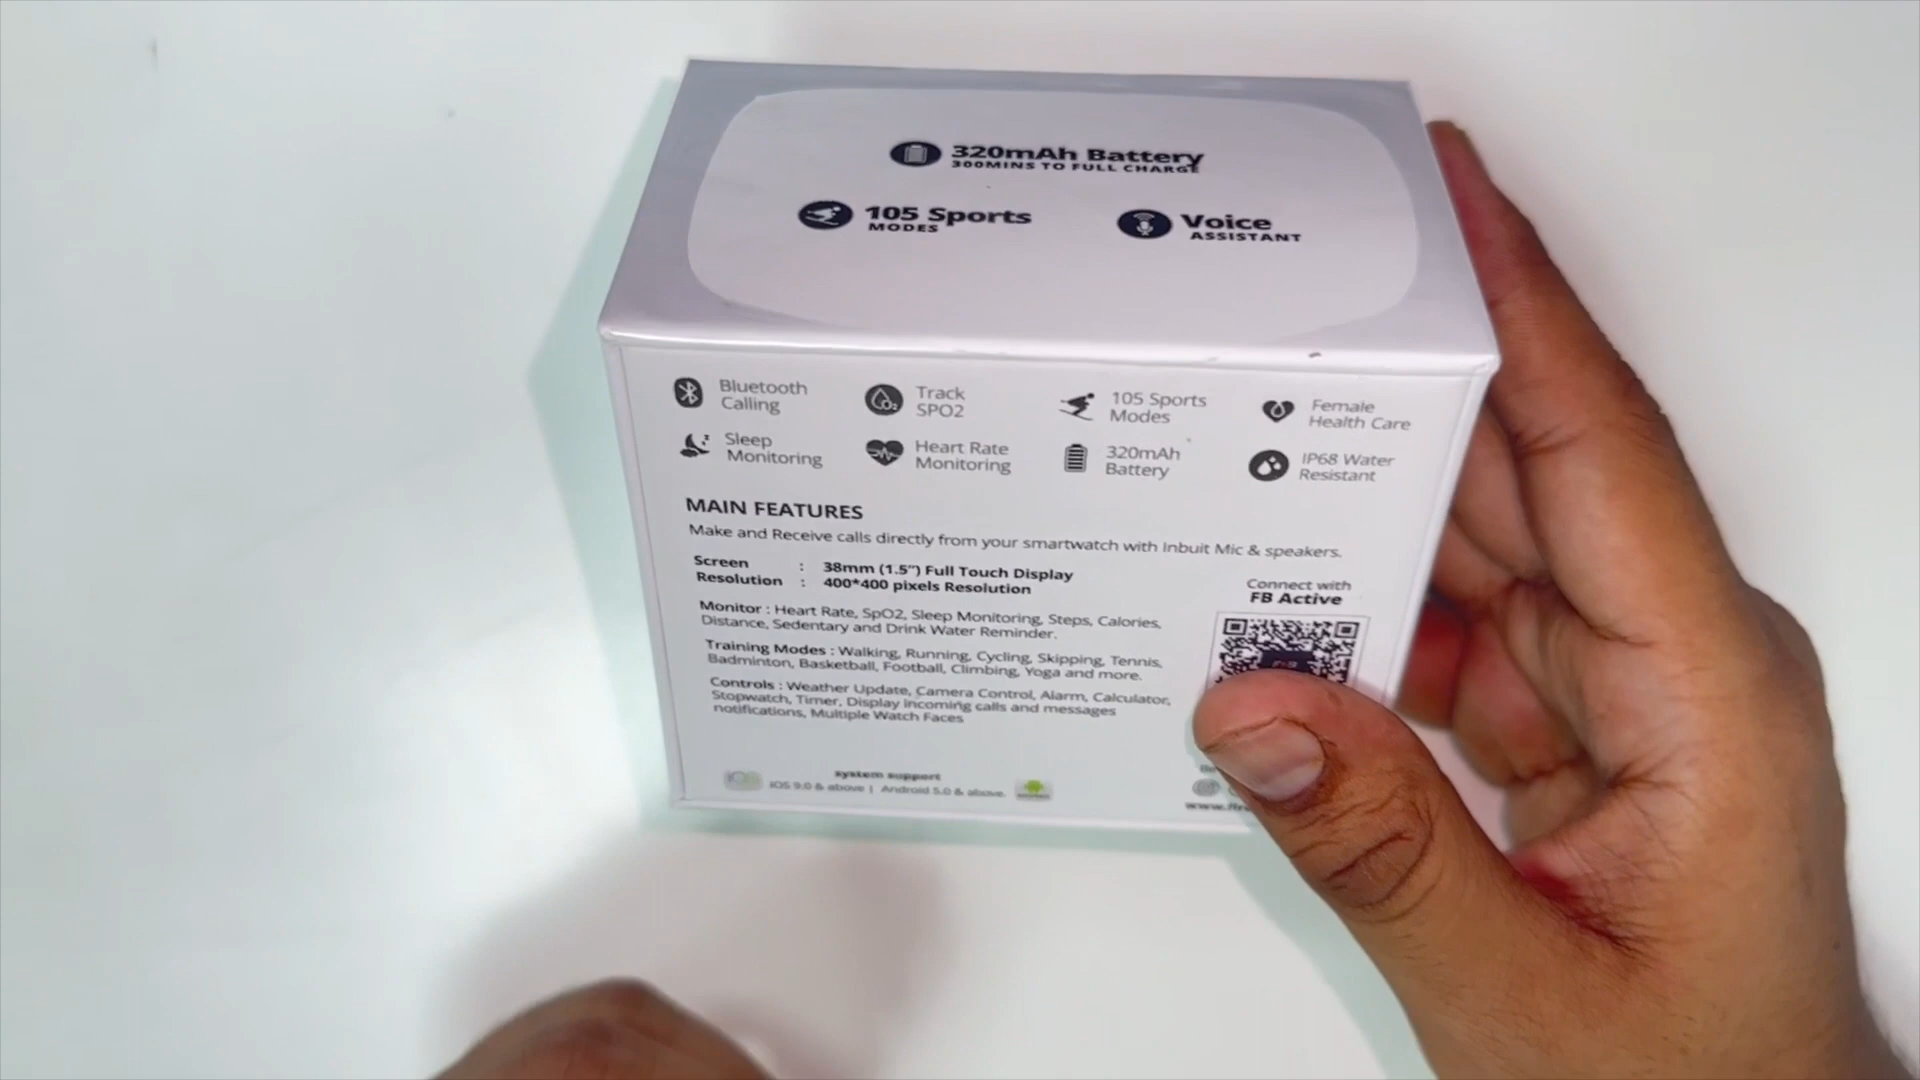 320mAh Battery
300MINS TO FULL CHARGE
105 Sports
MODES
Voice
ASSISTANT
Bluetooth
Calling
Track
SPO2
105 Sports
Modes
Female
Health Care
Sleep
Monitoring
Heart Rate
Monitoring
320mAh
Battery
IP68 Water
Resistant
MAIN FEATURES
Make and Receive calls directly from your smartwatch with Inbuit Mic & speakers.
Screen : 38mm (1.5") Full Touch Display
Resolution : 400*400 pixels Resolution
Monitor : Heart Rate, SpO2, Sleep Monitoring, Steps, Calories,
Distance, Sedentary and Drink Water Reminder.
Training Modes : Walking, Running, Cycling, Skipping, Tennis,
Badminton, Basketball, Football, Climbing, Yoga and more.
Controls : Weather Update, Camera Control, Alarm, Calculator,
Stopwatch, Timer, Display incoming calls and messages
notifications, Multiple Watch Faces
Connect with
FB Active
system support
iOS 9.0 & above | Android 5.0 & above.